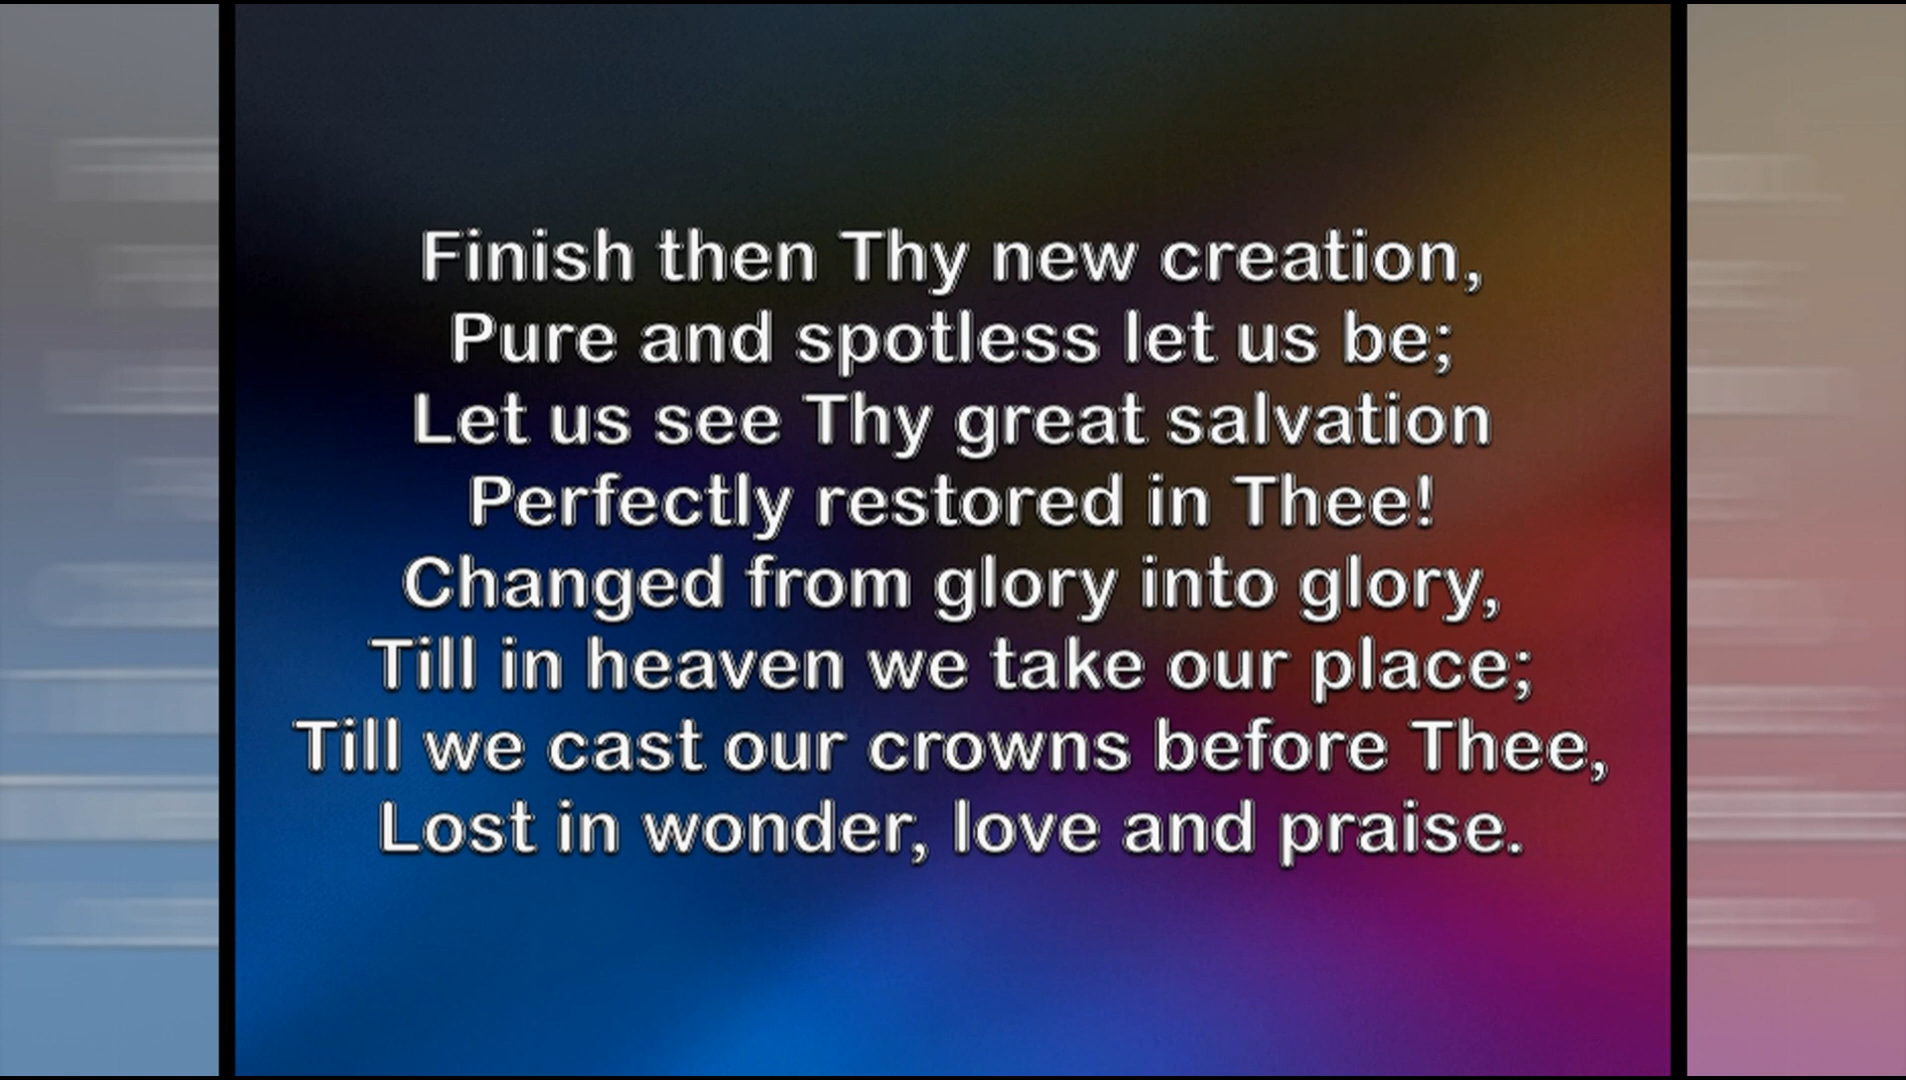 Finish then Thy new creation,
Pure and spotless let us be;
Let us see Thy great salvation
Perfectly restored in Thee!
Changed from glory into glory,
Till in heaven we take our place;
Till we cast our crowns before Thee,
Lost in wonder, love and praise.